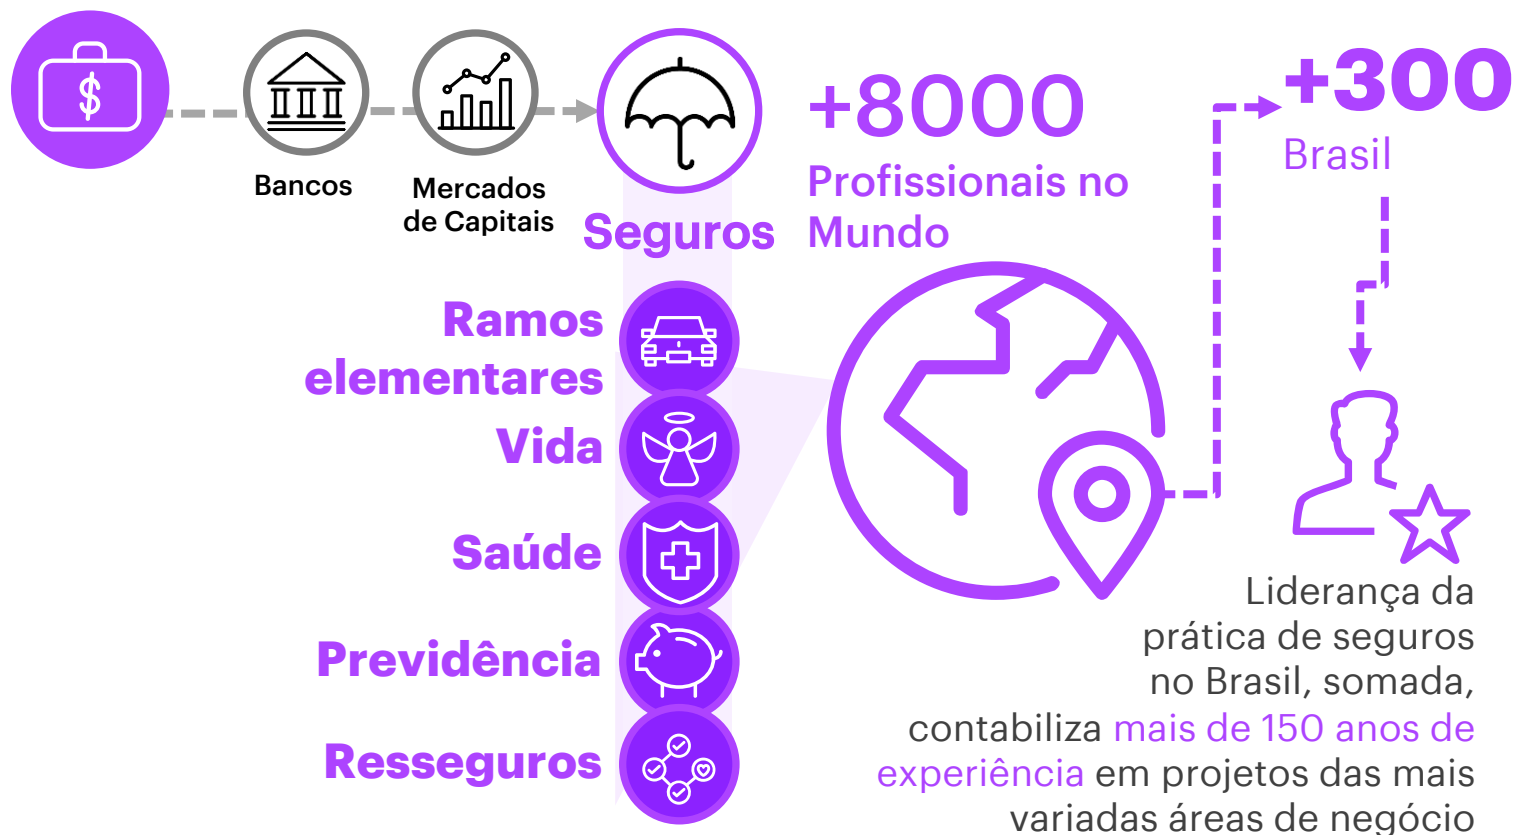 $
Bancos
Mercados
de Capitais
Seguros
+8000
Profissionais no
Mundo
+300
Brasil
Ramos
elementares
Vida
Saúde
Previdência
Resseguros
Liderança da
prática de seguros
no Brasil, somada,
contabiliza mais de 150 anos de
experiência em projetos das mais
variadas áreas de negócio